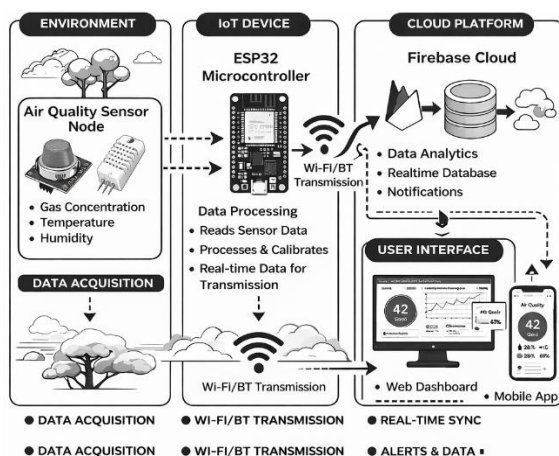 ENVIRONMENT
Air Quality Sensor
Node
• Gas Concentration
• Temperature
• Humidity
DATA ACQUISITION
IoT DEVICE
ESP32
Microcontroller
Data Processing
• Reads Sensor Data
• Processes & Calibrates
• Real-time Data for
Transmission
Wi-Fi/BT
Transmission
Wi-Fi/BT Transmission
CLOUD PLATFORM
Firebase Cloud
• Data Analytics
• Realtime Database
• Notifications
USER INTERFACE
42
• Web Dashboard
Air Quality
42
• Mobile App
• DATA ACQUISITION
• WI-FI/BT TRANSMISSION
• REAL-TIME SYNC
• DATA ACQUISITION
• WI-FI/BT TRANSMISSION
• ALERTS & DATA